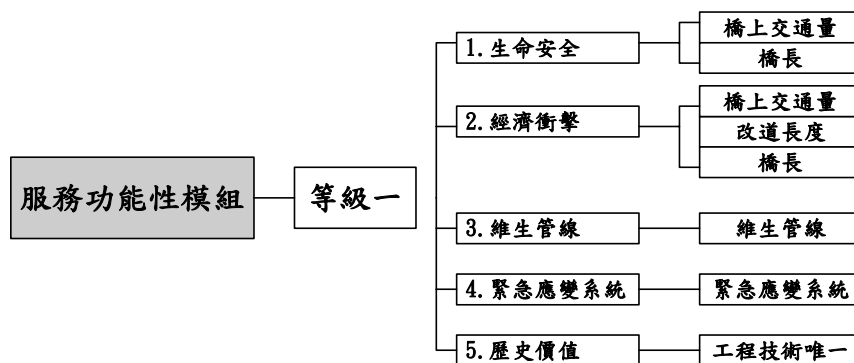 服務功能性模組
等級一
1.生命安全
橋上交通量
橋長
2.經濟衝擊
橋上交通量
改道長度
橋長
3.維生管線
維生管線
4.緊急應變系統
緊急應變系統
5.歷史價值
工程技術唯一